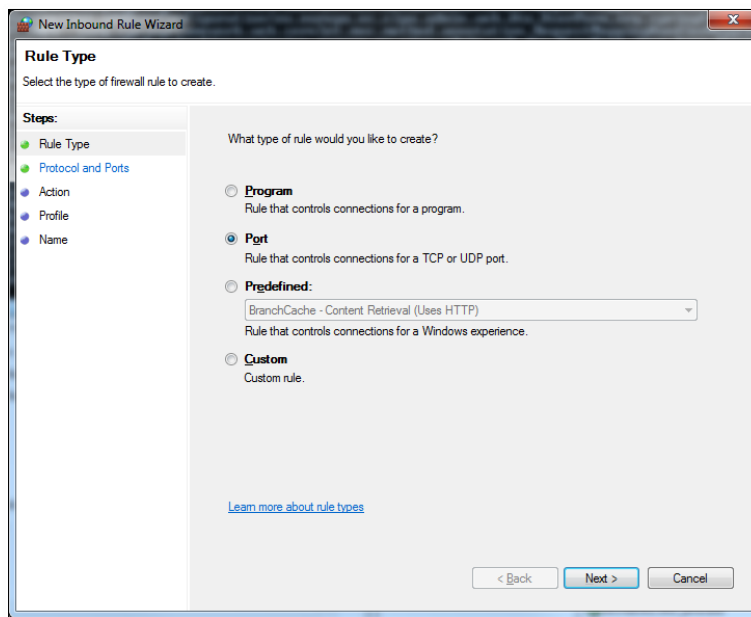 New Inbound Rule Wizard
Rule Type
Select the type of firewall rule to create.
Steps:
Rule Type
Protocol and Ports
Action
Profile
Name
What type of rule would you like to create?
Program
Rule that controls connections for a program.
Port
Rule that controls connections for a TCP or UDP port.
Predefined:
BranchCache - Content Retrieval (Uses HTTP)
Rule that controls connections for a Windows experience.
Custom
Custom rule.
Learn more about rule types
< Back Next > Cancel